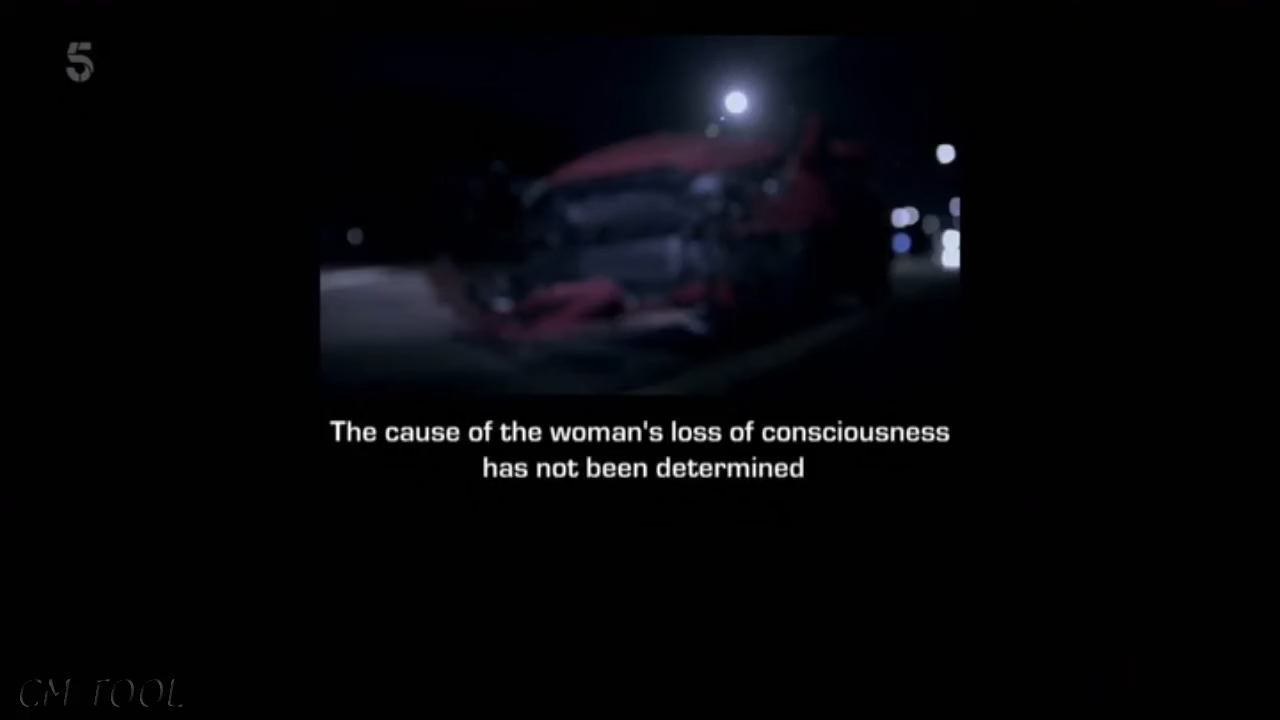 5
The cause of the woman's loss of consciousness
has not been determined
CM TOOL